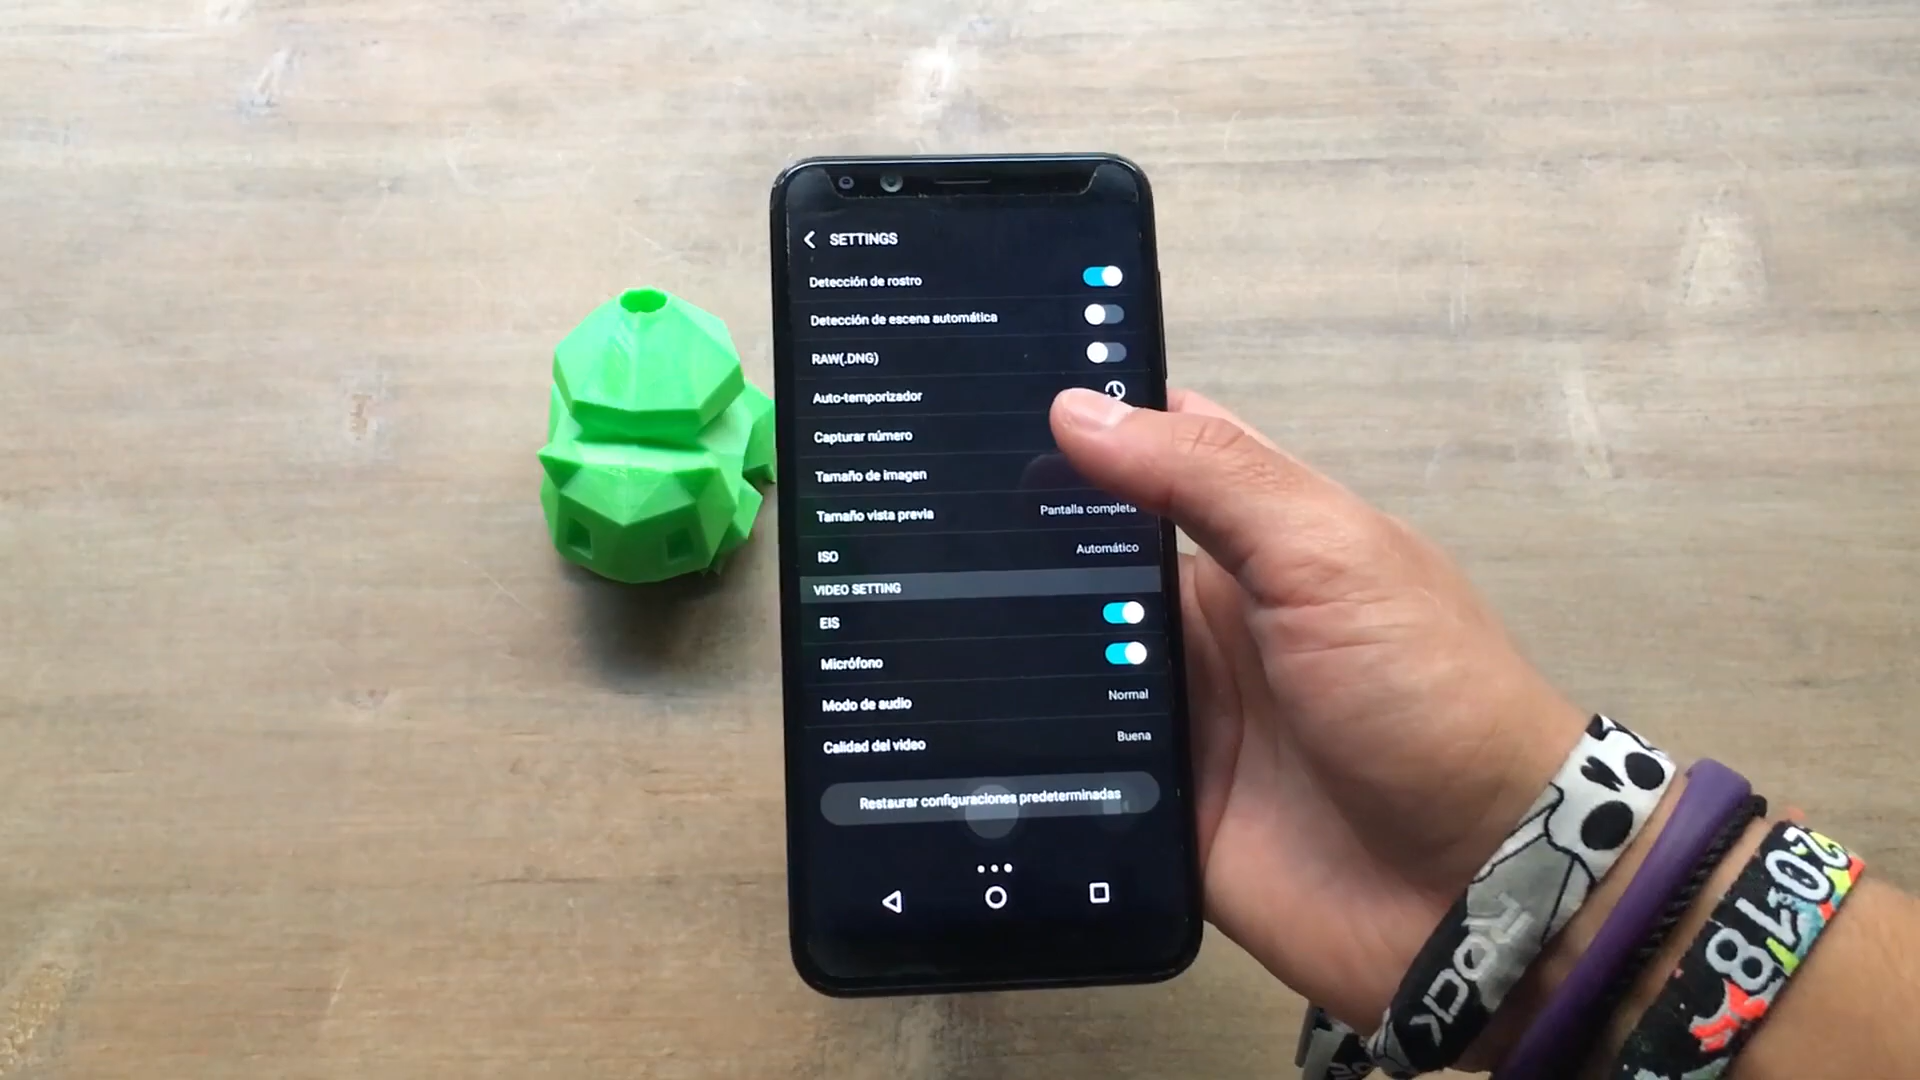 SETTINGS
Detección de rostro
Detección de escena automática
RAW(.DNG)
Auto-temporizador
Capturar número
Tamaño de imagen
Tamaño vista previa Pantalla completa
ISO Automático
VIDEO SETTING
EIS
Micrófono
Modo de audio Normal
Calidad del video Buena
Restaurar configuraciones predeterminadas
ROCK
2018